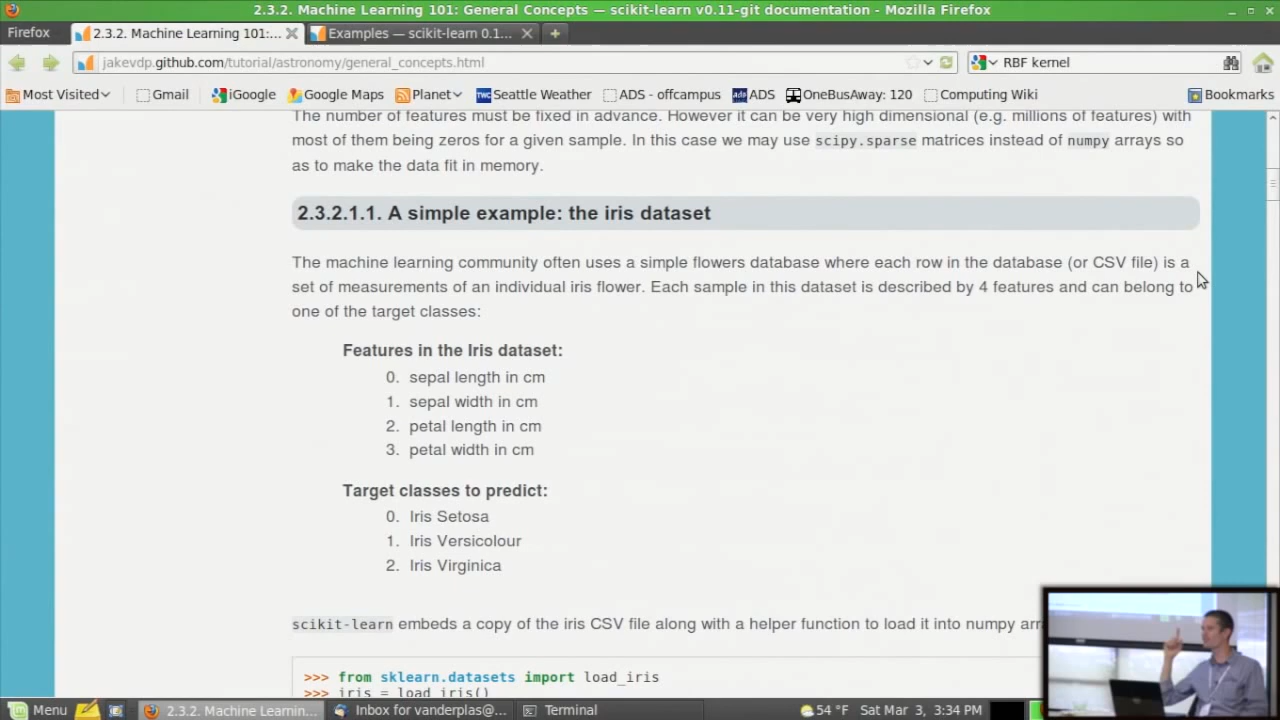 2.3.2. Machine Learning 101: General Concepts — scikit-learn v0.11-git documentation - Mozilla Firefox
Firefox 2.3.2. Machine Learning 101:... Examples — scikit-learn 0.1...
jakevdp.github.com/tutorial/astronomy/general_concepts.html RBF kernel
Most Visited Gmail iGoogle Google Maps Planet Seattle Weather ADS - offcampus ADS OneBusAway: 120 Computing Wiki Bookmarks
The number of features must be fixed in advance. However it can be very high dimensional (e.g. millions of features) with
most of them being zeros for a given sample. In this case we may use scipy.sparse matrices instead of numpy arrays so
as to make the data fit in memory.
2.3.2.1.1. A simple example: the iris dataset
The machine learning community often uses a simple flowers database where each row in the database (or CSV file) is a
set of measurements of an individual iris flower. Each sample in this dataset is described by 4 features and can belong to
one of the target classes:
Features in the Iris dataset:
0. sepal length in cm
1. sepal width in cm
2. petal length in cm
3. petal width in cm
Target classes to predict:
0. Iris Setosa
1. Iris Versicolour
2. Iris Virginica
scikit-learn embeds a copy of the iris CSV file along with a helper function to load it into numpy arr
>>> from sklearn.datasets import load_iris
>>> iris = load_iris()
Menu 2.3.2. Machine Learnin... Inbox for vanderplas@... Terminal 54 °F Sat Mar 3, 3:34 PM